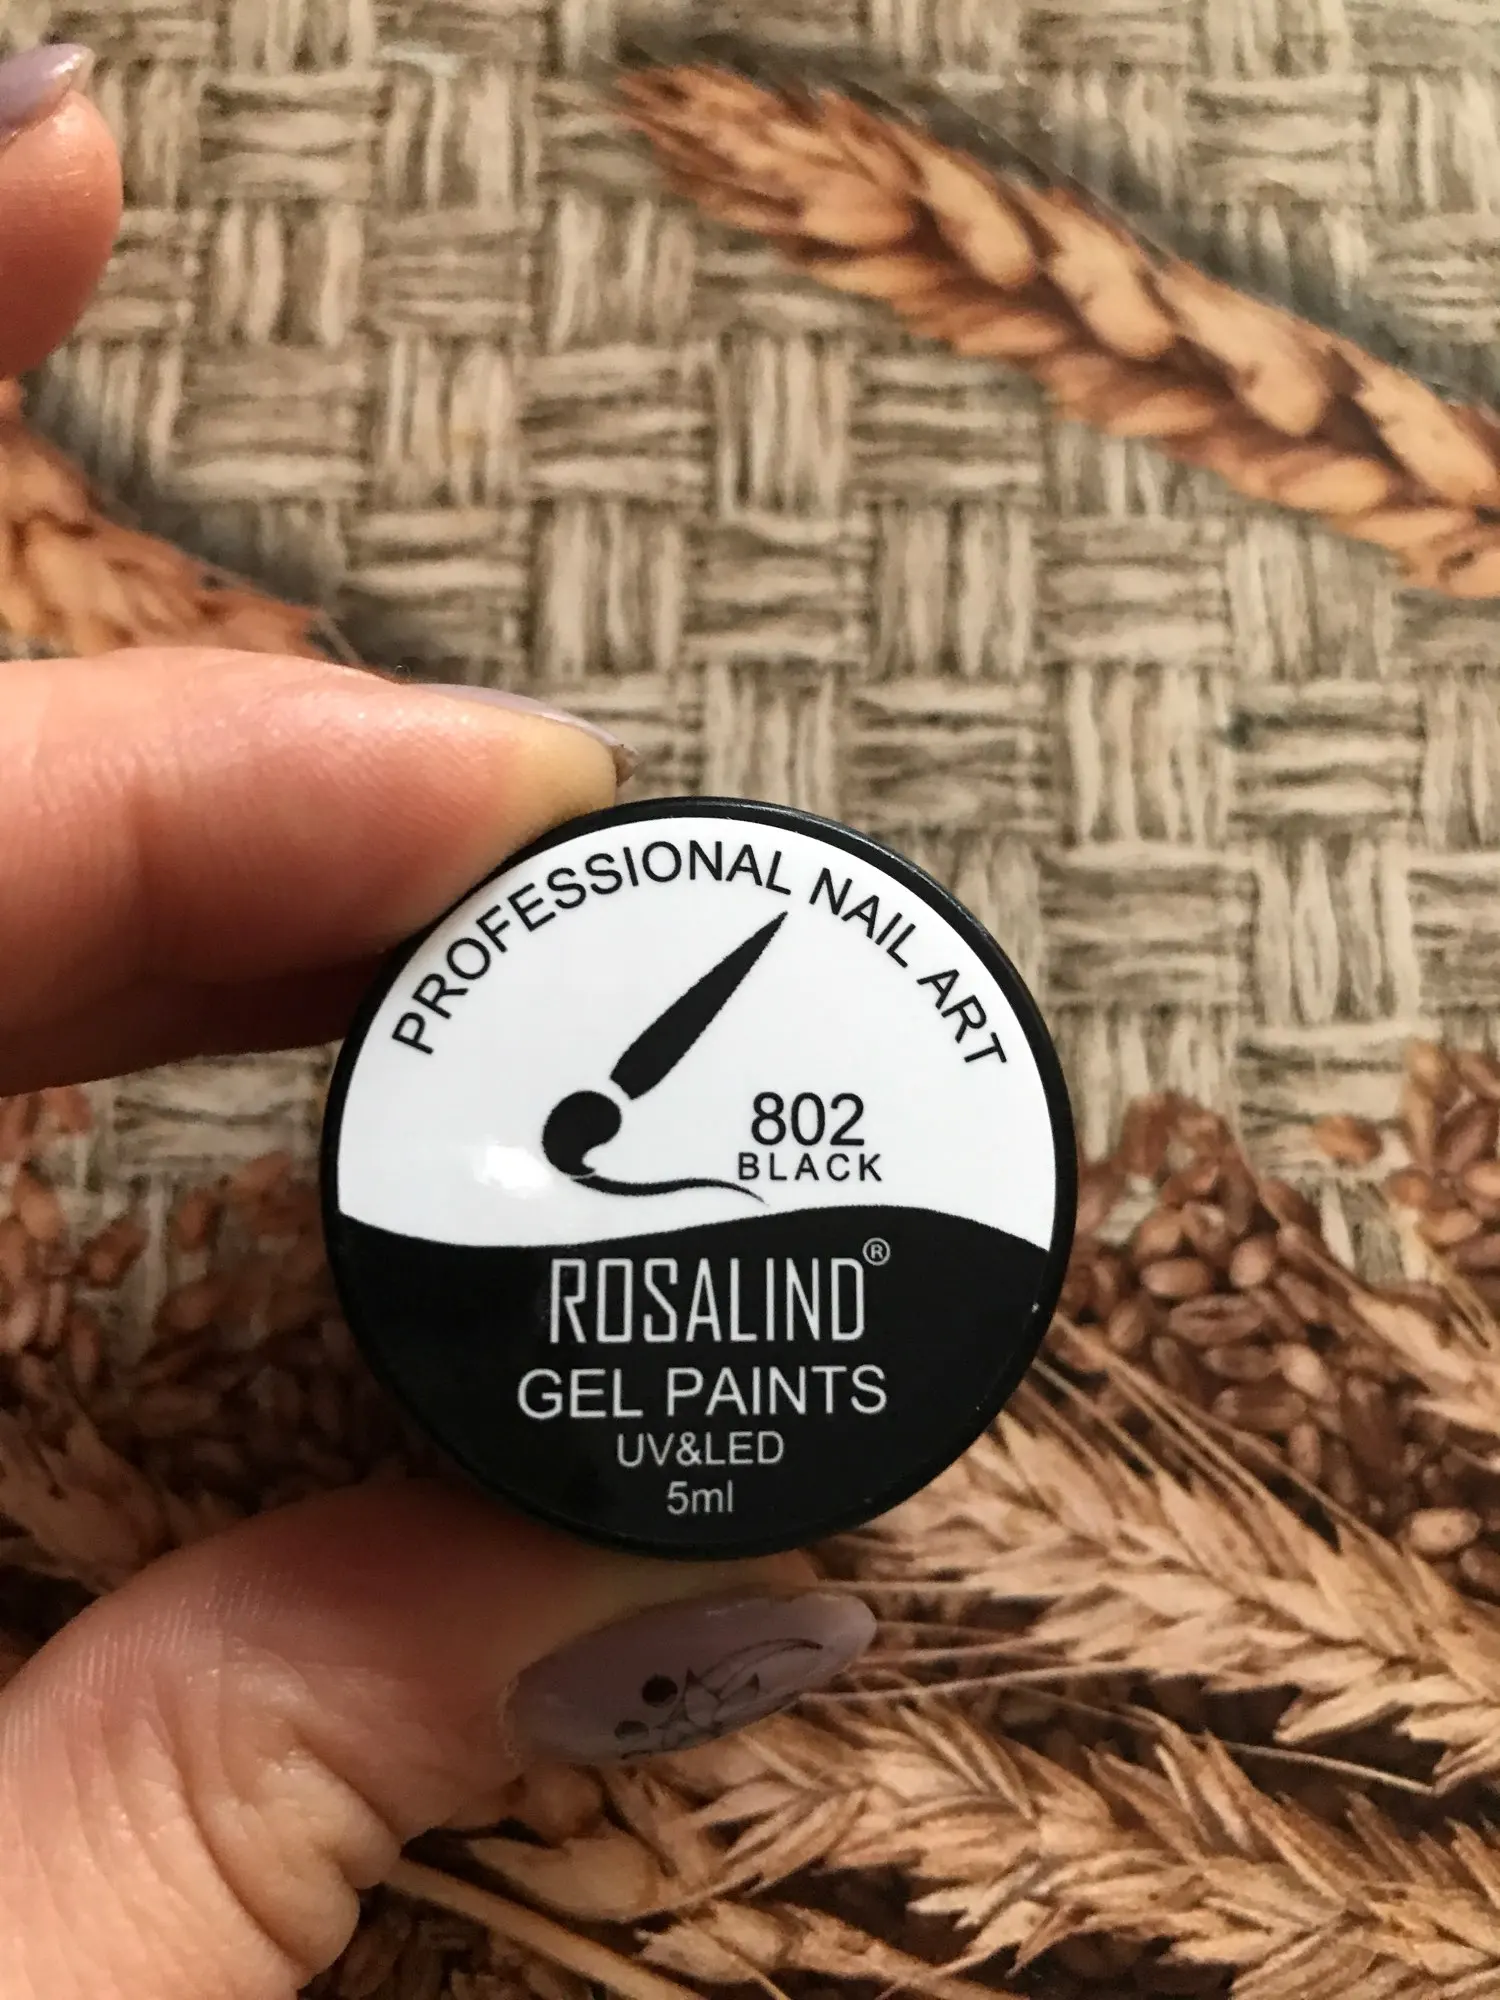 PROFESSIONAL NAIL ART
802
BLACK
ROSALIND®
GEL PAINTS
UV&LED
5ml